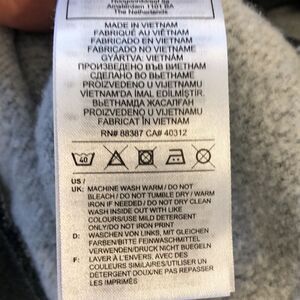 Amsterdam 1101 BA
The Netherlands
MADE IN VIETNAM
FABRIQUÉ AU VIÊTNAM
FABRICADO EN VIETNAM
FABRICADO NO VIETNAME
GYÁRTVA: VIETNÁM
ПРОИЗВЕДЕНО ВЪВ ВИЕТНАМ
СДЕЛАНО ВО ВЬЕТНАМЕ
PROIZVEDENO U VIJETNAMU
VIETNAM'DA İMAL EDİLMİŞTİR.
ВЬЕТНАМДА ЖАСАЛҒАН
PROIZVEDENO U VIJETNAMU
FABRICAT ÎN VIETNAM
RN# 88387 CA# 40312
40
US /
UK: MACHINE WASH WARM / DO NOT
BLEACH / DO NOT TUMBLE DRY / WARM
IRON IF NEEDED / DO NOT DRY CLEAN
WASH INSIDE OUT WITH LIKE
COLOURS/USE MILD DETERGENT
ONLY/DO NOT IRON PRINT
D: WASCHEN VON LINKS, MIT GLEICHEN
FARBEN/BITTE FEINWASCHMITTEL
VERWENDEN/DRUCK NICHT BUEGELN
F: LAVER À L'ENVERS, AVEC DES
COULEURS SIMILAIRES/UTILISER UN
DÉTERGENT DOUX/NE PAS REPASSER
LES IMPRIMÉS